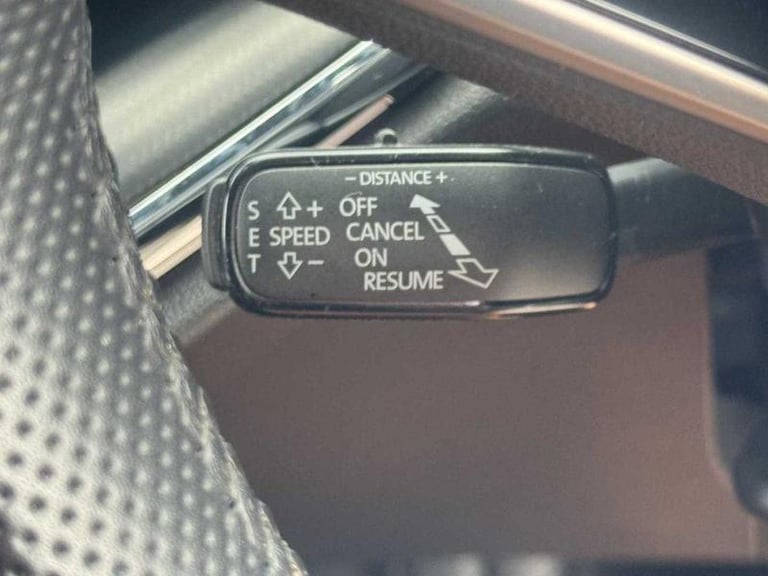 − DISTANCE +
S + OFF
E SPEED CANCEL
T − ON
RESUME